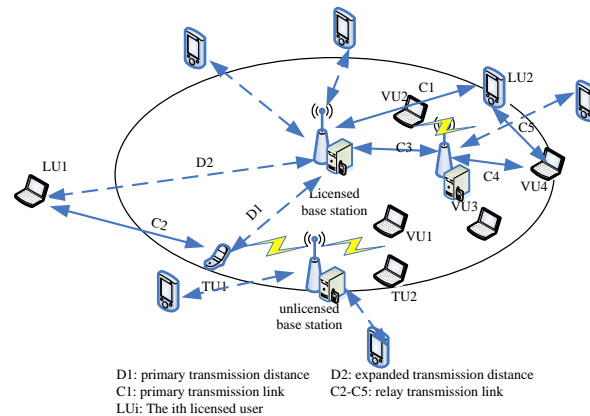 C1
LU2
VU2
C5
C3
LU1
D2
C4
VU4
Licensed
base station
VU3
D1
C2
VU1
TU1
TU2
unlicensed
base station
D1: primary transmission distance
D2: expanded transmission distance
C1: primary transmission link
C2-C5: relay transmission link
LUi: The ith licensed user